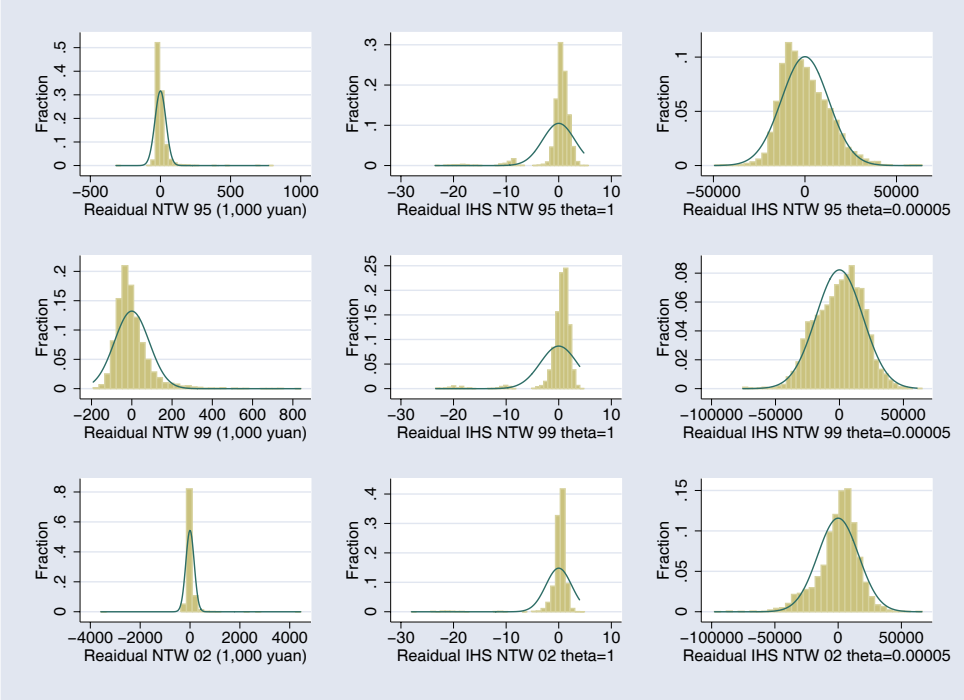 Fraction
0 .1 .2 .3 .4 .5
−500 0 500 1000
Reaidual NTW 95 (1,000 yuan)
Fraction
0 .1 .2 .3
−30 −20 −10 0 10
Reaidual IHS NTW 95 theta=1
Fraction
0 .05 .1
−50000 0 50000
Reaidual IHS NTW 95 theta=0.00005
Fraction
0 .05 .1 .15 .2
−200 0 200 400 600 800
Reaidual NTW 99 (1,000 yuan)
Fraction
0 .05 .1 .15 .2 .25
−30 −20 −10 0 10
Reaidual IHS NTW 99 theta=1
Fraction
0 .02 .04 .06 .08
−100000 −50000 0 50000
Reaidual IHS NTW 99 theta=0.00005
Fraction
0 .2 .4 .6 .8
−4000 −2000 0 2000 4000
Reaidual NTW 02 (1,000 yuan)
Fraction
0 .1 .2 .3 .4
−30 −20 −10 0 10
Reaidual IHS NTW 02 theta=1
Fraction
0 .05 .1 .15
−100000 −50000 0 50000
Reaidual IHS NTW 02 theta=0.00005